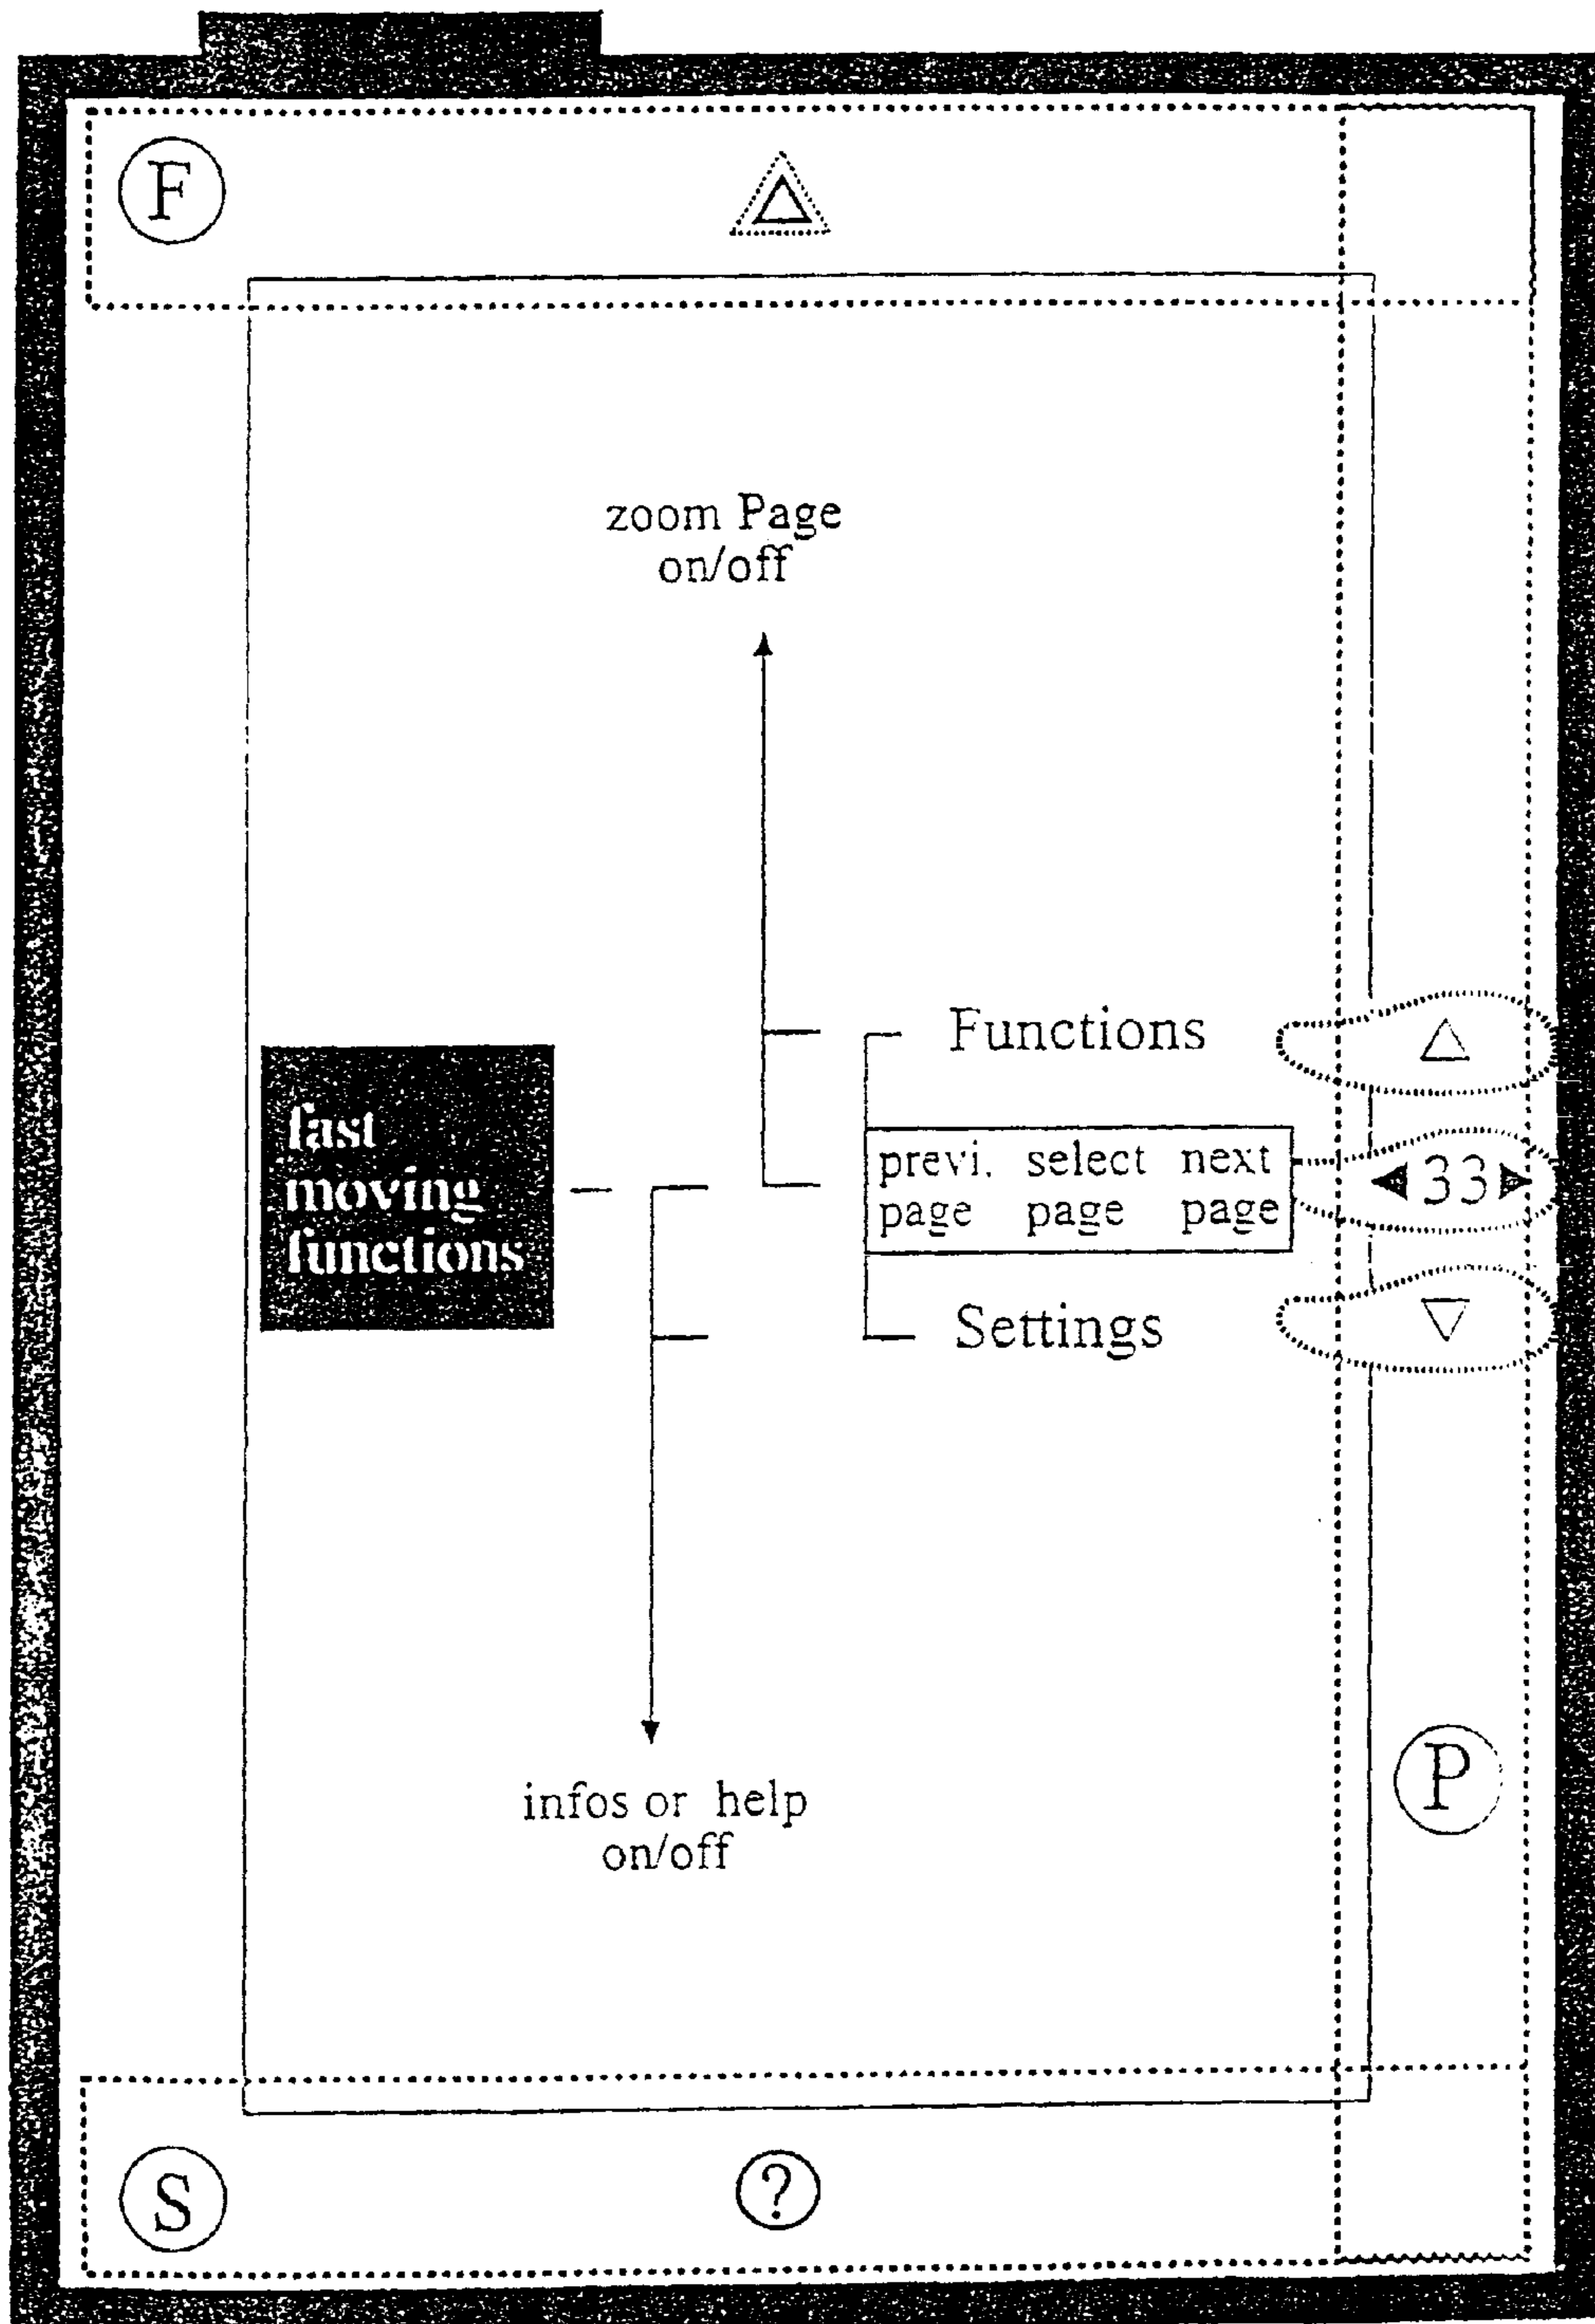 F
zoom Page
on/off
Functions
fast
moving
functions
previ. select next
page page page
33
Settings
P
infos or help
on/off
S
?